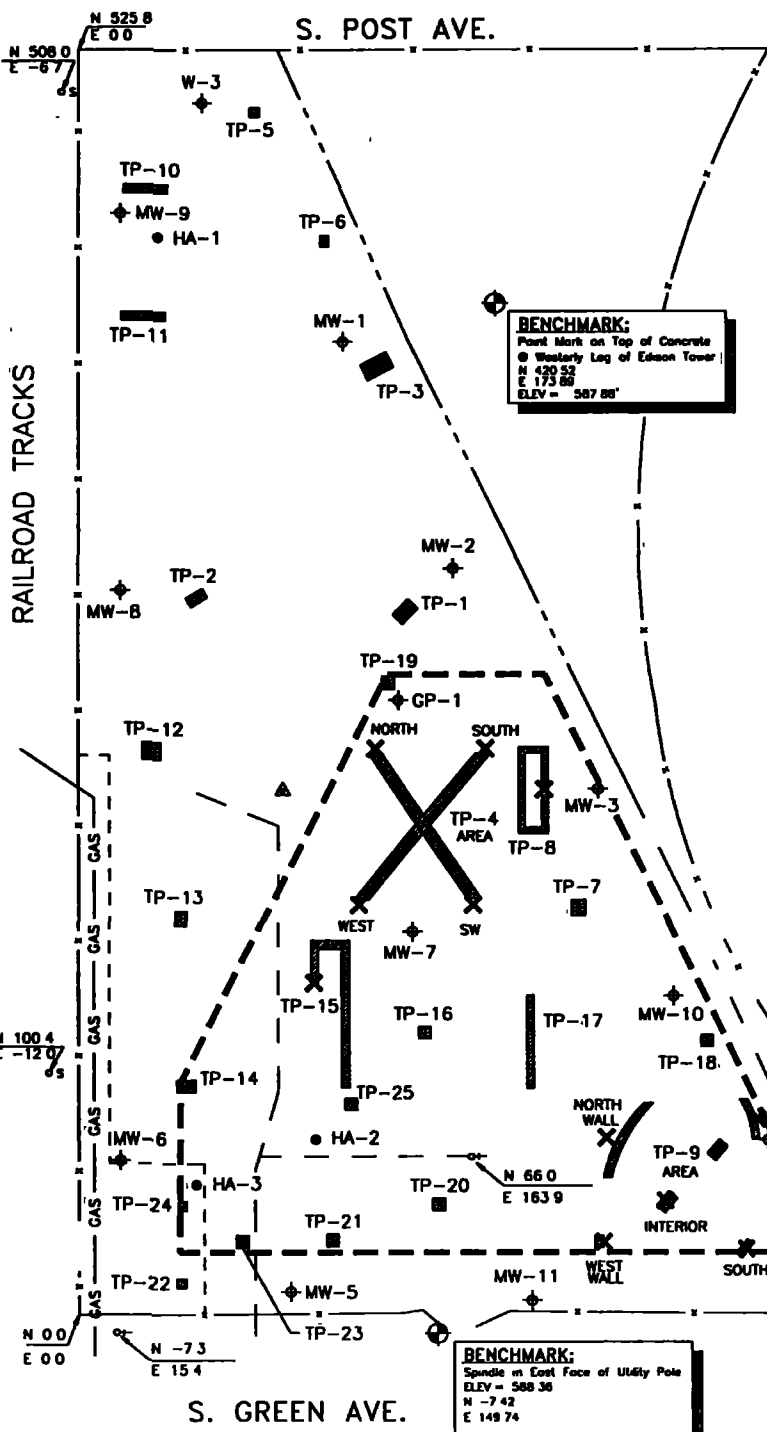 N 525 8
E 0 0
S. POST AVE.
N 508 0
E -6 7
S
W-3
TP-5
TP-10
MW-9
TP-6
HA-1
BENCHMARK:
Point Mark on Top of Concrete
@ Westerly Leg of Edison Tower
N 420 52
E 173 89
ELEV = 587 88'
TP-11
MW-1
TP-3
RAILROAD TRACKS
MW-2
TP-2
MW-8
TP-1
TP-19
GP-1
TP-12
NORTH
SOUTH
MW-3
TP-4
AREA
TP-8
GAS
TP-13
TP-7
WEST
SW
MW-7
GAS
TP-15
MW-10
TP-16
TP-17
N 100 4
E -12 0
S
GAS
TP-18
TP-14
TP-25
NORTH
WALL
GAS
HA-2
MW-6
TP-9
AREA
N 66 0
E 163 9
HA-3
TP-20
TP-24
GAS
INTERIOR
TP-21
WEST
WALL
SOUTH
TP-22
MW-5
MW-11
GAS
N 0 0
E 0 0
TP-23
N -7 3
E 15 4
BENCHMARK:
Spindle in East Face of Utility Pole
ELEV = 588 36
N -7 42
E 149 74
S. GREEN AVE.